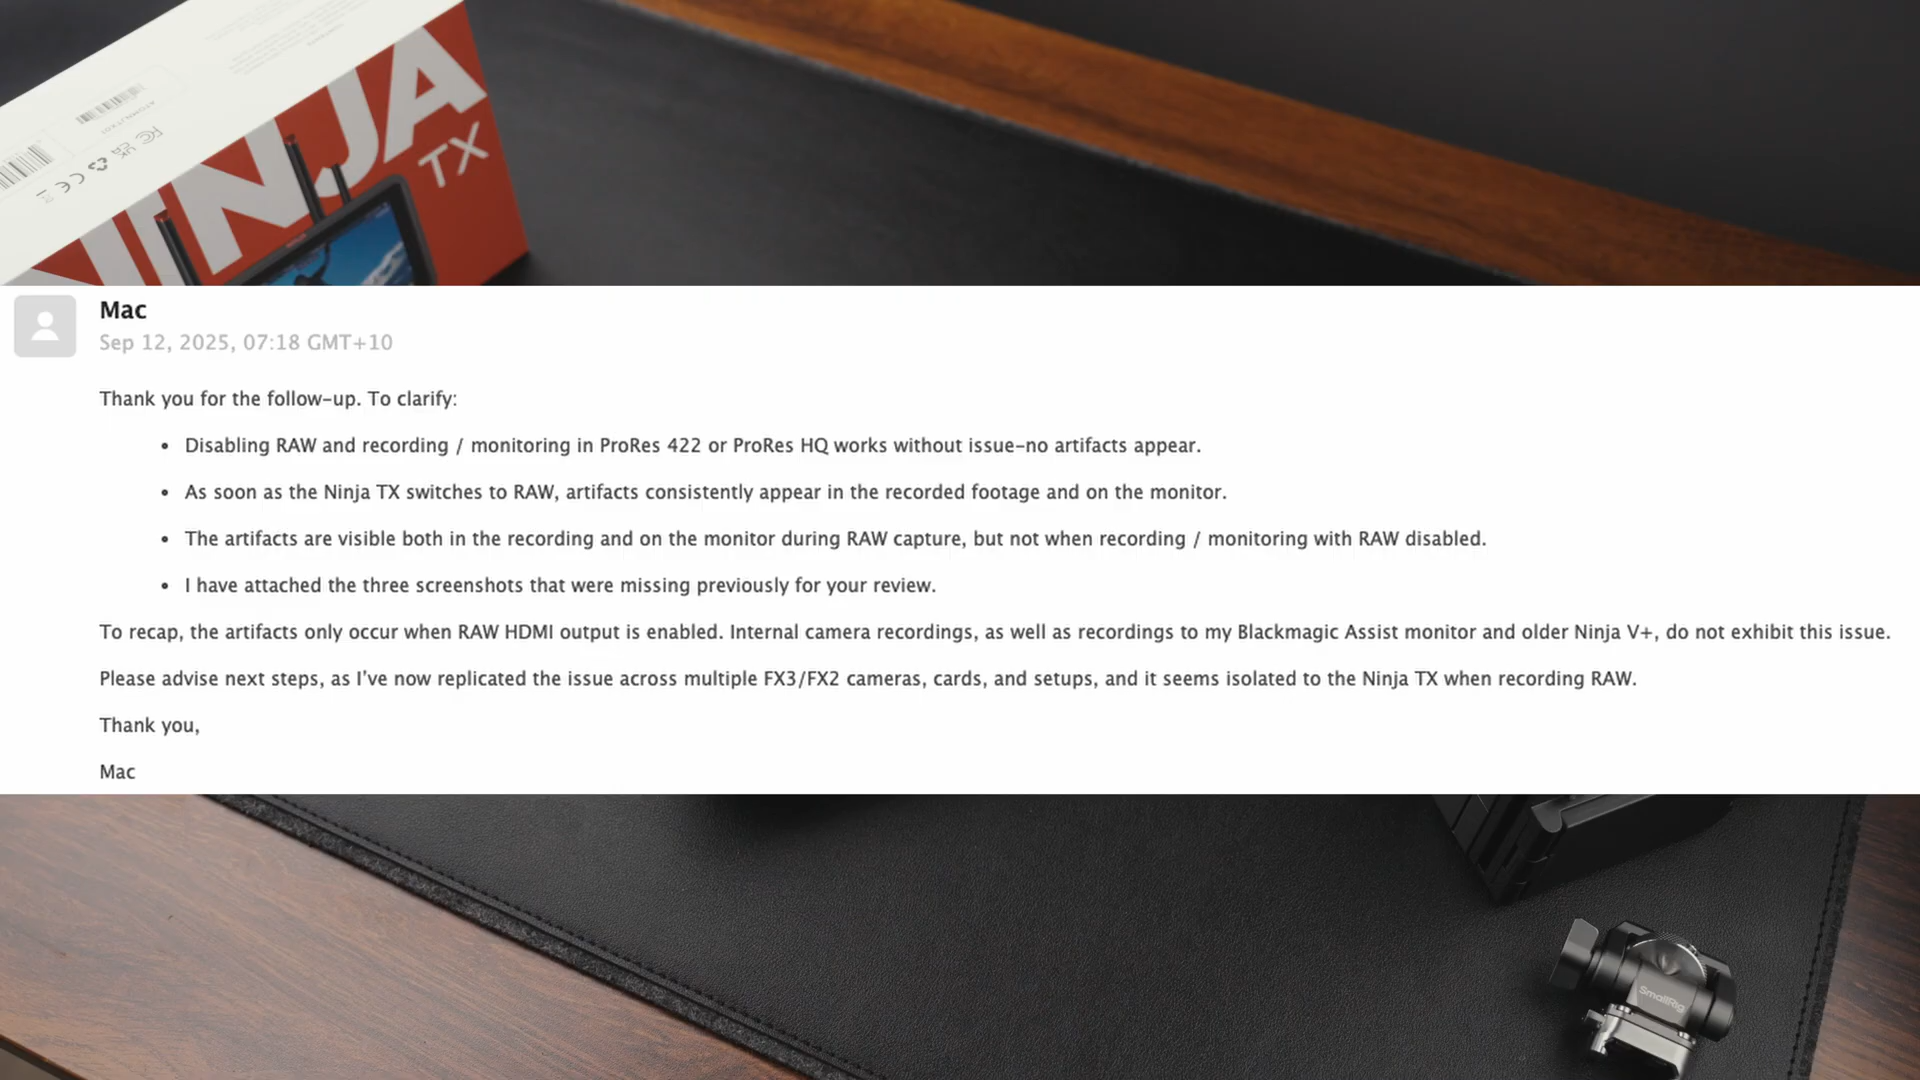 NINJA
TX
Mac
Sep 12, 2025, 07:18 GMT+10
Thank you for the follow-up. To clarify:
• Disabling RAW and recording / monitoring in ProRes 422 or ProRes HQ works without issue–no artifacts appear.
• As soon as the Ninja TX switches to RAW, artifacts consistently appear in the recorded footage and on the monitor.
• The artifacts are visible both in the recording and on the monitor during RAW capture, but not when recording / monitoring with RAW disabled.
• I have attached the three screenshots that were missing previously for your review.
To recap, the artifacts only occur when RAW HDMI output is enabled. Internal camera recordings, as well as recordings to my Blackmagic Assist monitor and older Ninja V+, do not exhibit this issue.
Please advise next steps, as I’ve now replicated the issue across multiple FX3/FX2 cameras, cards, and setups, and it seems isolated to the Ninja TX when recording RAW.
Thank you,
Mac
SmallRig